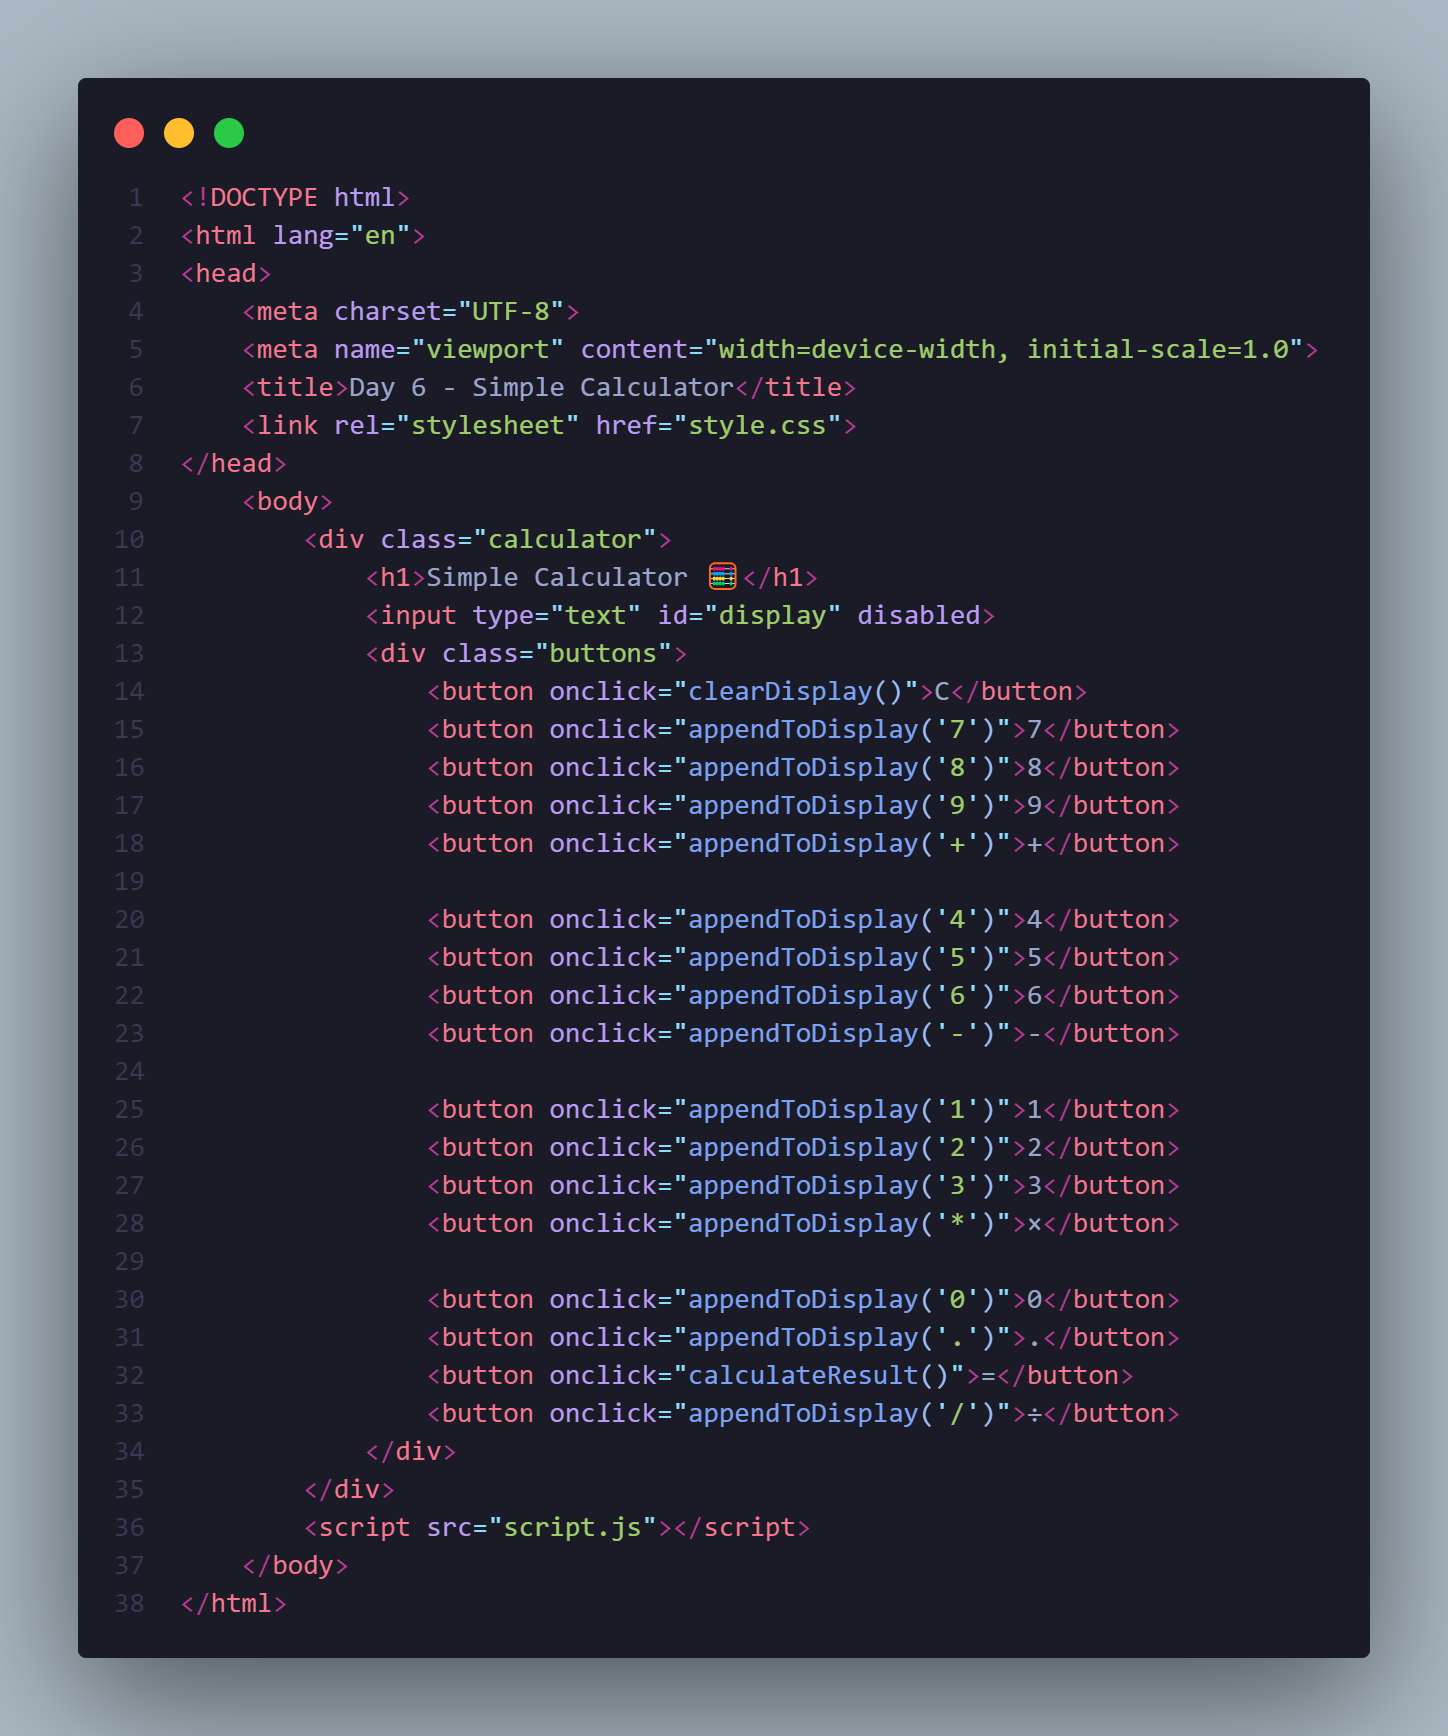 1 <!DOCTYPE html>
2 <html lang="en">
3 <head>
4     <meta charset="UTF-8">
5     <meta name="viewport" content="width=device-width, initial-scale=1.0">
6     <title>Day 6 - Simple Calculator</title>
7     <link rel="stylesheet" href="style.css">
8 </head>
9     <body>
10         <div class="calculator">
11             <h1>Simple Calculator 🧮</h1>
12             <input type="text" id="display" disabled>
13             <div class="buttons">
14                 <button onclick="clearDisplay()">C</button>
15                 <button onclick="appendToDisplay('7')">7</button>
16                 <button onclick="appendToDisplay('8')">8</button>
17                 <button onclick="appendToDisplay('9')">9</button>
18                 <button onclick="appendToDisplay('+')">+</button>
19
20                 <button onclick="appendToDisplay('4')">4</button>
21                 <button onclick="appendToDisplay('5')">5</button>
22                 <button onclick="appendToDisplay('6')">6</button>
23                 <button onclick="appendToDisplay('-')">-</button>
24
25                 <button onclick="appendToDisplay('1')">1</button>
26                 <button onclick="appendToDisplay('2')">2</button>
27                 <button onclick="appendToDisplay('3')">3</button>
28                 <button onclick="appendToDisplay('*')">×</button>
29
30                 <button onclick="appendToDisplay('0')">0</button>
31                 <button onclick="appendToDisplay('.')">.</button>
32                 <button onclick="calculateResult()">=</button>
33                 <button onclick="appendToDisplay('/')">÷</button>
34             </div>
35         </div>
36         <script src="script.js"></script>
37     </body>
38 </html>